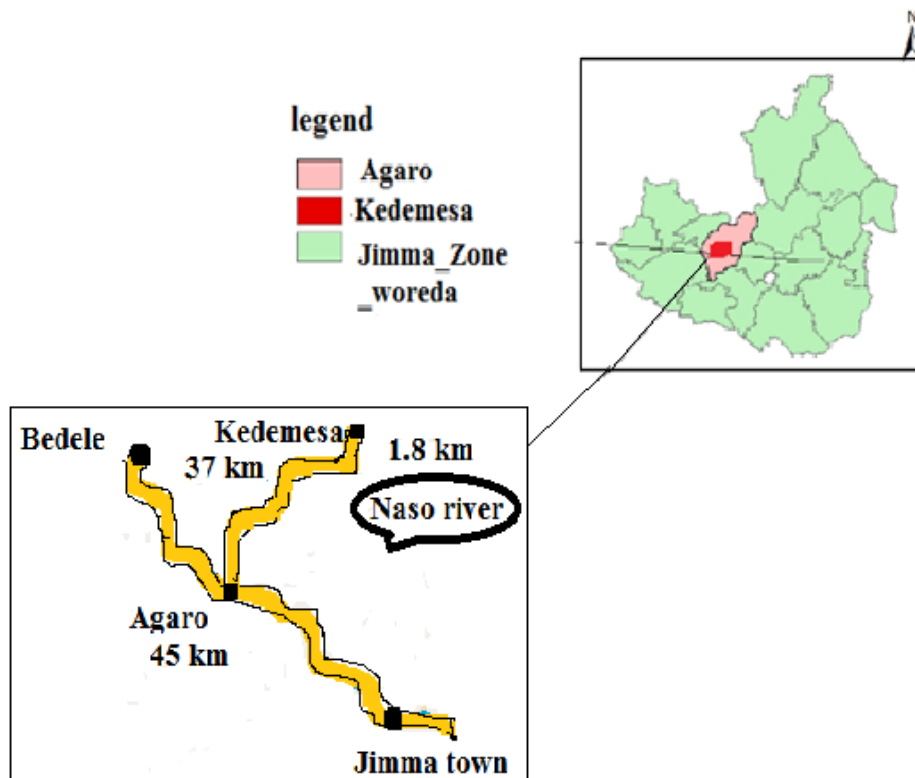 N
legend
Agaro
Kedemesa
Jimma_Zone
_woreda
Bedele
Kedemesa
37 km
1.8 km
Naso river
Agaro
45 km
Jimma town